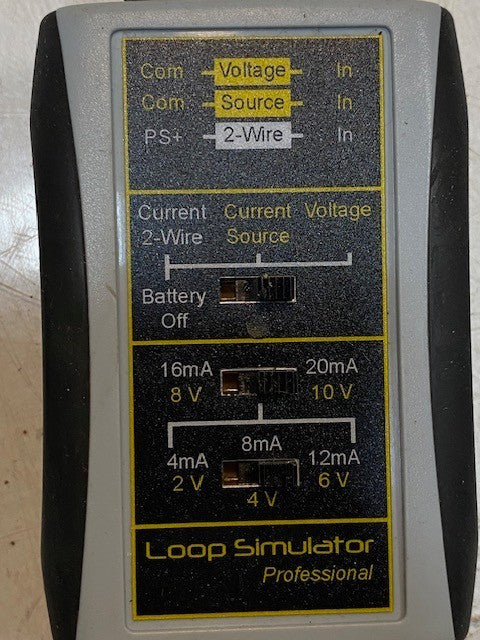 Com Voltage In
Com Source In
PS+ 2-Wire In
Current Current Voltage
2-Wire Source
Battery
Off
16mA 20mA
8 V 10 V
8mA
4mA 12mA
2 V 6 V
4 V
Loop Simulator
Professional